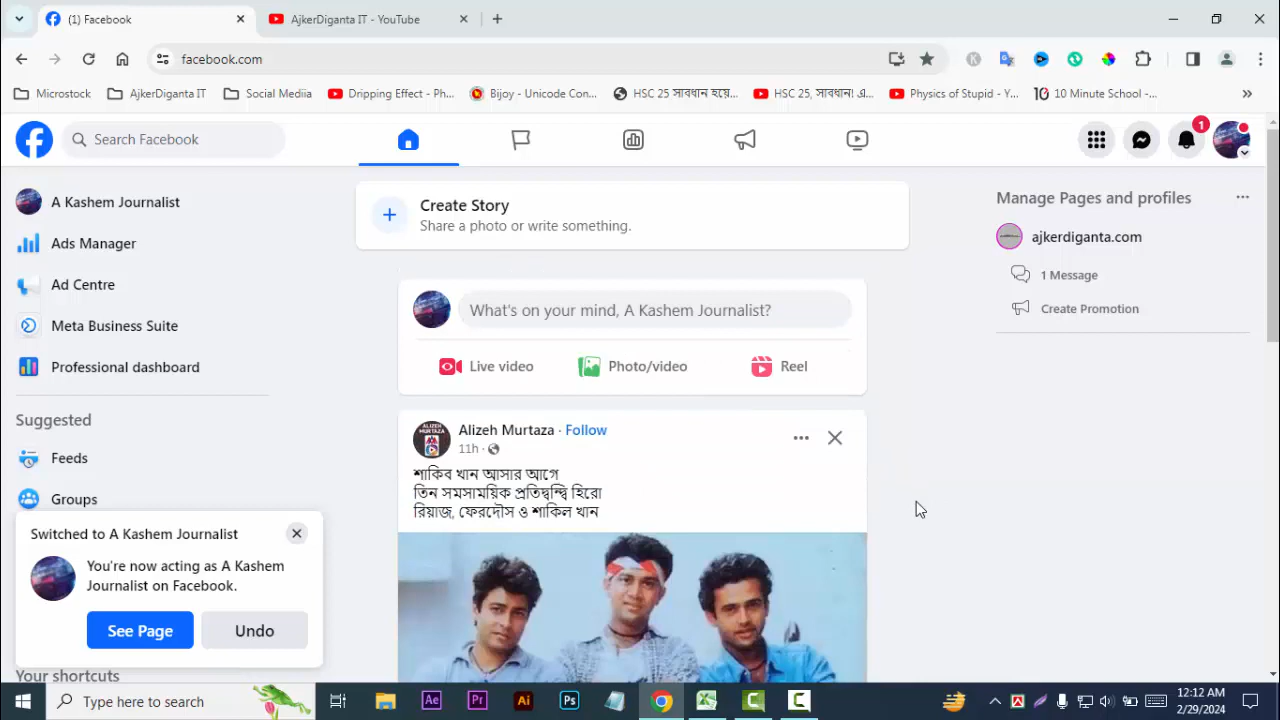 (1) Facebook
AjkerDiganta IT - YouTube
facebook.com
Microstock
AjkerDiganta IT
Social Mediia
Dripping Effect - Ph...
Bijoy - Unicode Con...
HSC 25 সাবধান হয়ে...
HSC 25, সাবধান! এ...
Physics of Stupid - Y...
10 Minute School -...
Search Facebook
1
A Kashem Journalist
Ads Manager
Ad Centre
Meta Business Suite
Professional dashboard
Suggested
Feeds
Groups
Switched to A Kashem Journalist
You're now acting as A Kashem
Journalist on Facebook.
See Page
Undo
Your shortcuts
Create Story
Share a photo or write something.
What's on your mind, A Kashem Journalist?
Live video
Photo/video
Reel
Alizeh Murtaza · Follow
11h ·
শাকিব খান আসার আগে
তিন সমসাময়িক প্রতিদ্বন্দ্বি হিরো
রিয়াজ, ফেরদৌস ও শাকিল খান
Manage Pages and profiles
ajkerdiganta.com
1 Message
Create Promotion
Type here to search
12:12 AM
2/29/2024